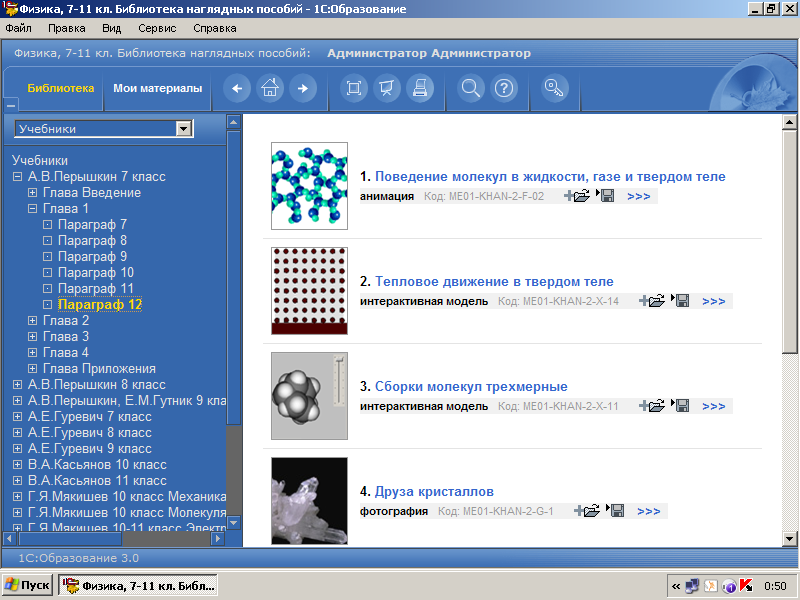 Физика, 7-11 кл. Библиотека наглядных пособий - 1С:Образование
Файл Правка Вид Сервис Справка
Физика, 7-11 кл. Библиотека наглядных пособий: Администратор Администратор
Библиотека Мои материалы
Учебники
Учебники
А.В.Перышкин 7 класс
Глава Введение
Глава 1
Параграф 7
Параграф 8
Параграф 9
Параграф 10
Параграф 11
Параграф 12
Глава 2
Глава 3
Глава 4
Глава Приложения
А.В.Перышкин 8 класс
А.В.Перышкин, Е.М.Гутник 9 кла
А.Е.Гуревич 7 класс
А.Е.Гуревич 8 класс
А.Е.Гуревич 9 класс
В.А.Касьянов 10 класс
В.А.Касьянов 11 класс
Г.Я.Мякишев 10 класс Механика
Г.Я.Мякишев 10 класс Молекуля
Г.Я.Мякишев 10-11 класс Электр
1. Поведение молекул в жидкости, газе и твердом теле
анимация Код: ME01-KHAN-2-F-02 >>>
2. Тепловое движение в твердом теле
интерактивная модель Код: ME01-KHAN-2-X-14 >>>
3. Сборки молекул трехмерные
интерактивная модель Код: ME01-KHAN-2-X-11 >>>
4. Друза кристаллов
фотография Код: ME01-KHAN-2-G-1 >>>
1С:Образование 3.0
Пуск Физика, 7-11 кл. Библ... « 0:50